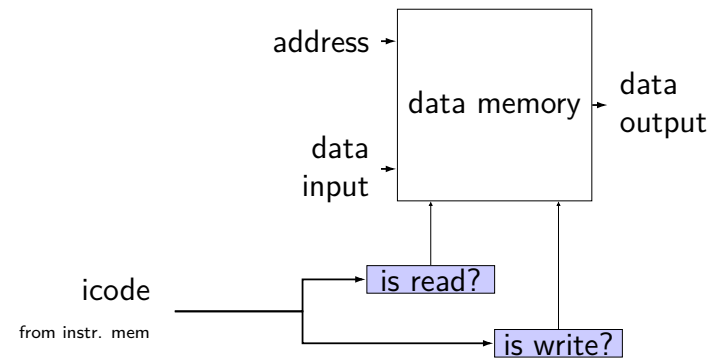 address
data memory
data
output
data
input
is read?
icode
from instr. mem
is write?